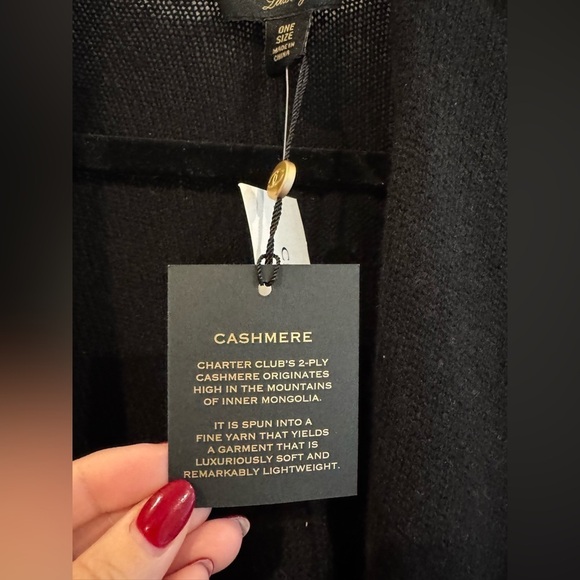 ONE
SIZE
MADE IN
CHINA
CASHMERE
CHARTER CLUB'S 2-PLY
CASHMERE ORIGINATES
HIGH IN THE MOUNTAINS
OF INNER MONGOLIA.
IT IS SPUN INTO A
FINE YARN THAT YIELDS
A GARMENT THAT IS
LUXURIOUSLY SOFT AND
REMARKABLY LIGHTWEIGHT.